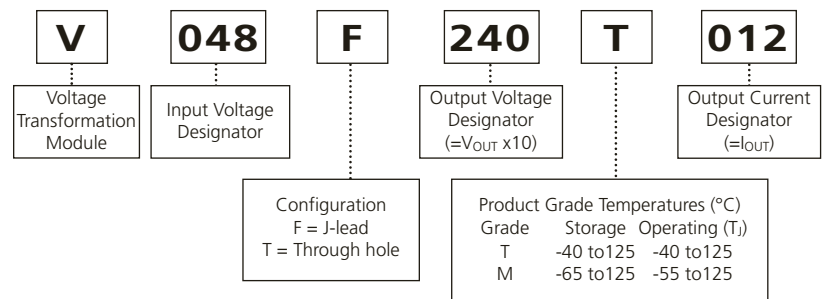 V 048 F 240 T 012
Voltage
Transformation
Module
Input Voltage
Designator
Output Voltage
Designator
(=VOUT x10)
Output Current
Designator
(=IOUT)
Configuration
F = J-lead
T = Through hole
Product Grade Temperatures (°C)
Grade Storage Operating (TJ)
T -40 to125 -40 to125
M -65 to125 -55 to125